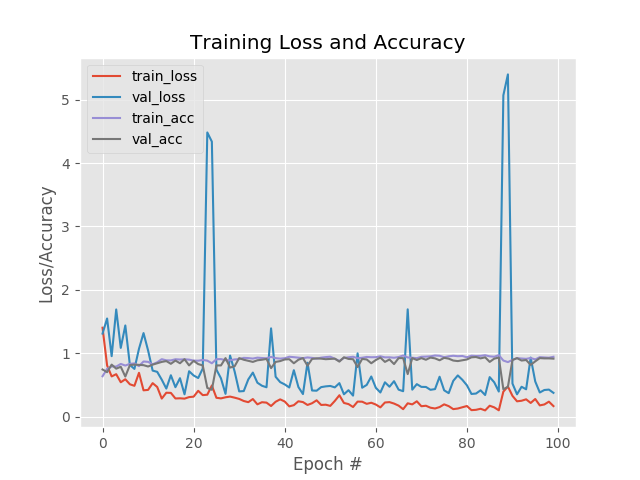 Training Loss and Accuracy
train_loss
val_loss
train_acc
val_acc
5
4
3
2
1
0
Loss/Accuracy
0 20 40 60 80 100
Epoch #